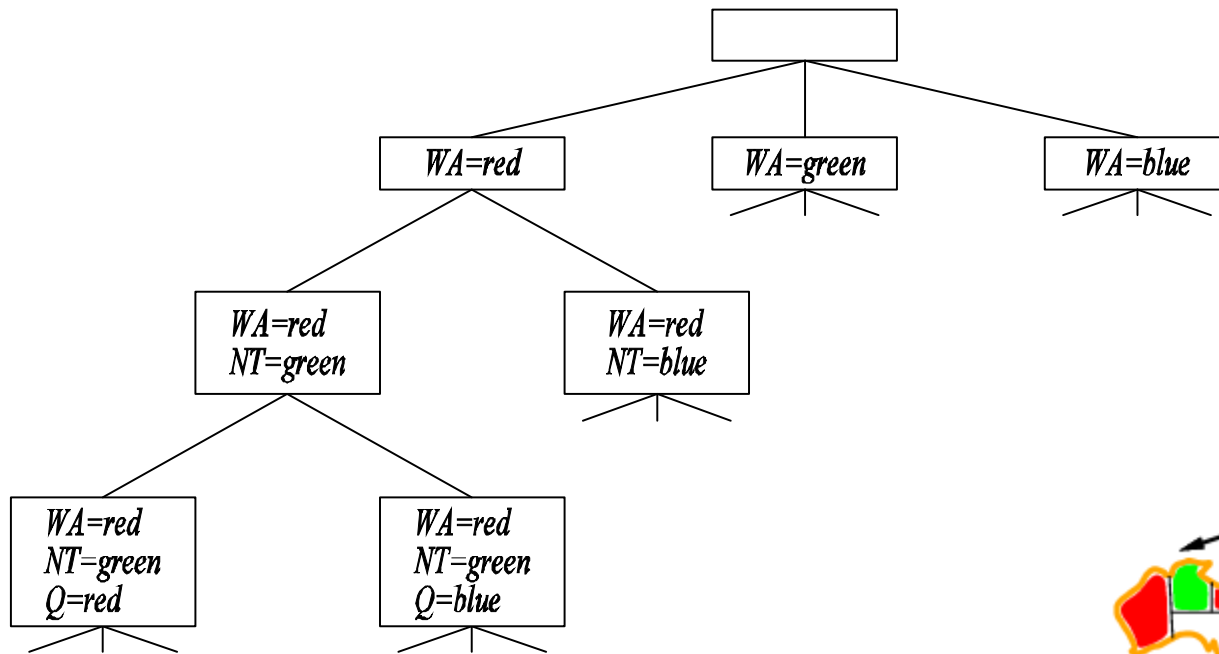 WA=red
WA=green
WA=blue
WA=red
NT=green
WA=red
NT=blue
WA=red
NT=green
Q=red
WA=red
NT=green
Q=blue